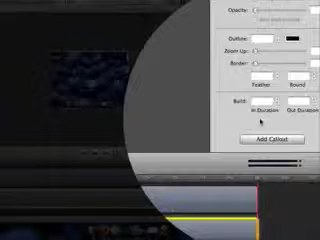 Opacity:
Outline:
Zoom Up:
Border:
Feather Round
Build:
In Duration Out Duration
Add Callout